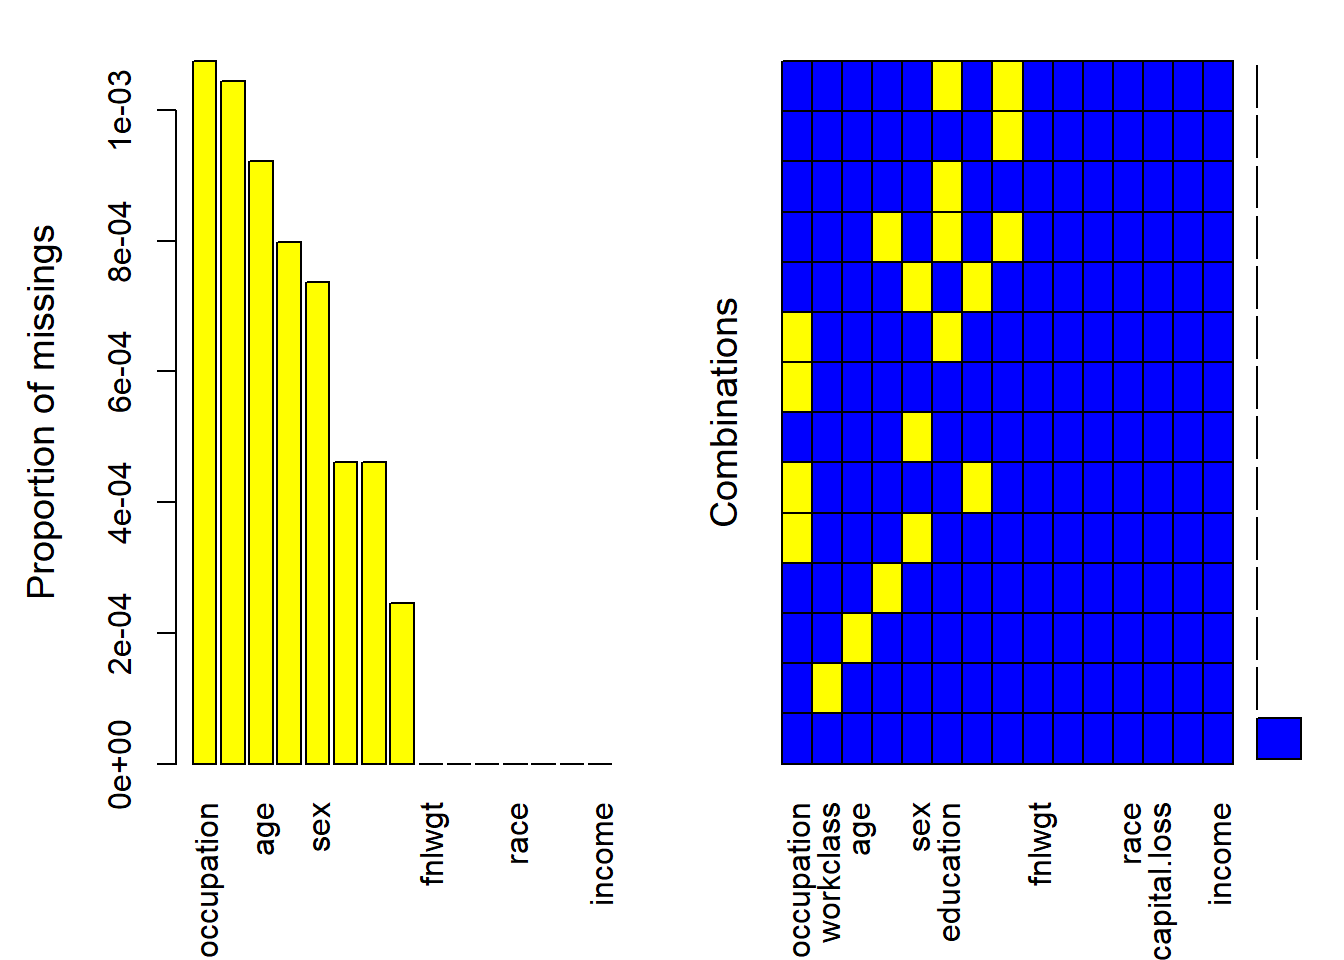 Proportion of missings
1e-03
8e-04
6e-04
4e-04
2e-04
0e+00
occupation
age
sex
fnlwgt
race
income
Combinations
occupation
workclass
age
sex
education
fnlwgt
race
capital.loss
income